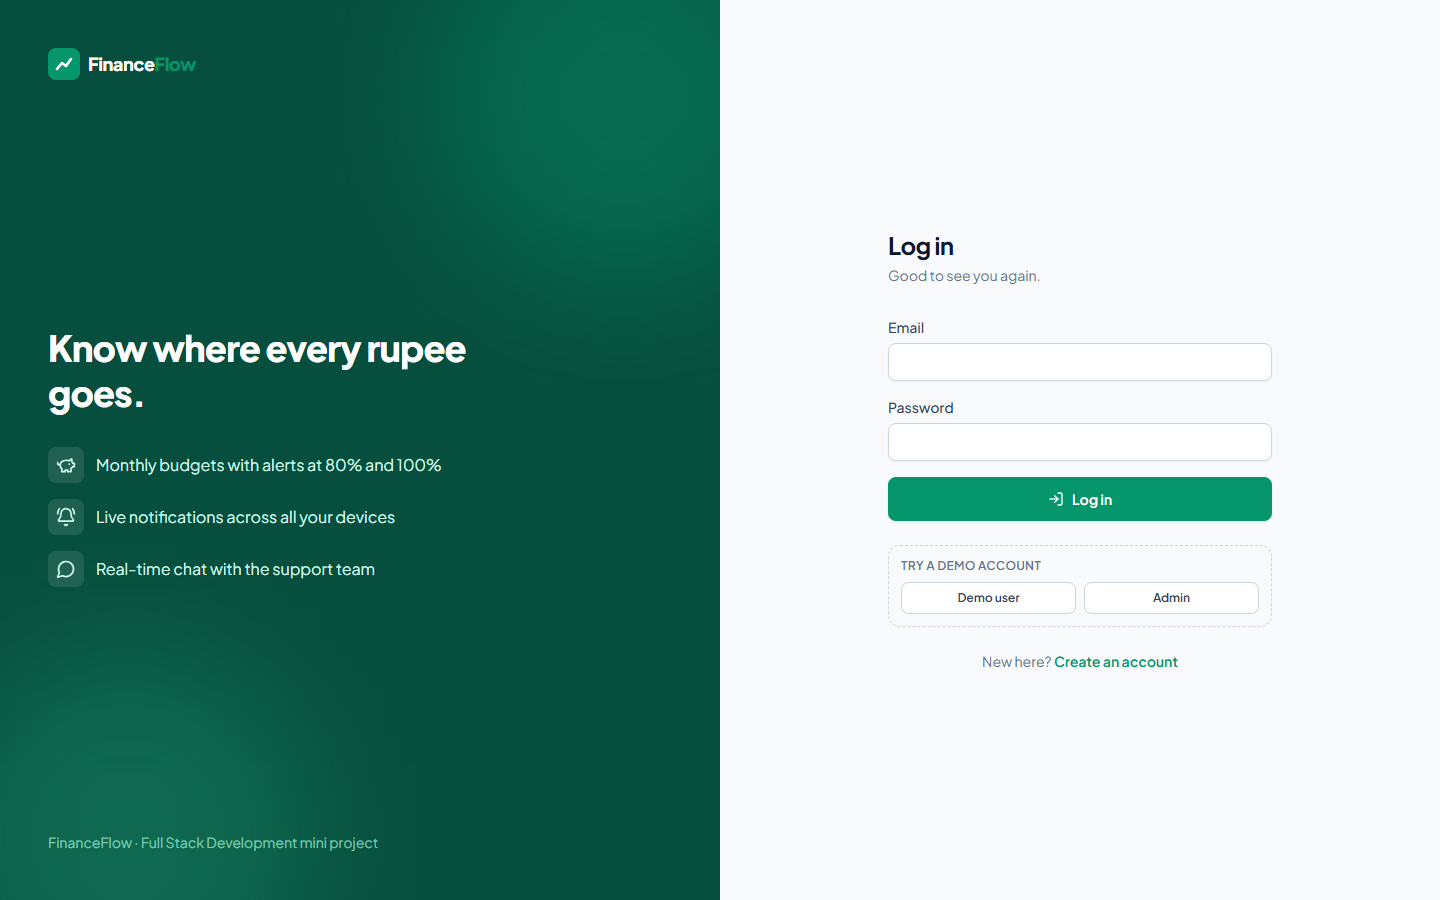 FinanceFlow
Know where every rupee
goes.
Monthly budgets with alerts at 80% and 100%
Live notifications across all your devices
Real-time chat with the support team
FinanceFlow · Full Stack Development mini project
Log in
Good to see you again.
Email
Password
Log in
TRY A DEMO ACCOUNT
Demo user
Admin
New here? Create an account